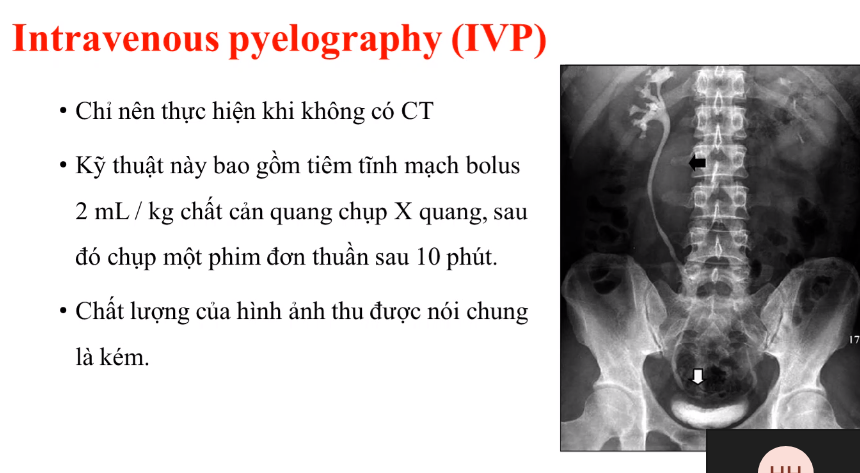 Intravenous pyelography (IVP)
• Chỉ nên thực hiện khi không có CT
• Kỹ thuật này bao gồm tiêm tĩnh mạch bolus
2 mL / kg chất cản quang chụp X quang, sau
đó chụp một phim đơn thuần sau 10 phút.
• Chất lượng của hình ảnh thu được nói chung
là kém.
17